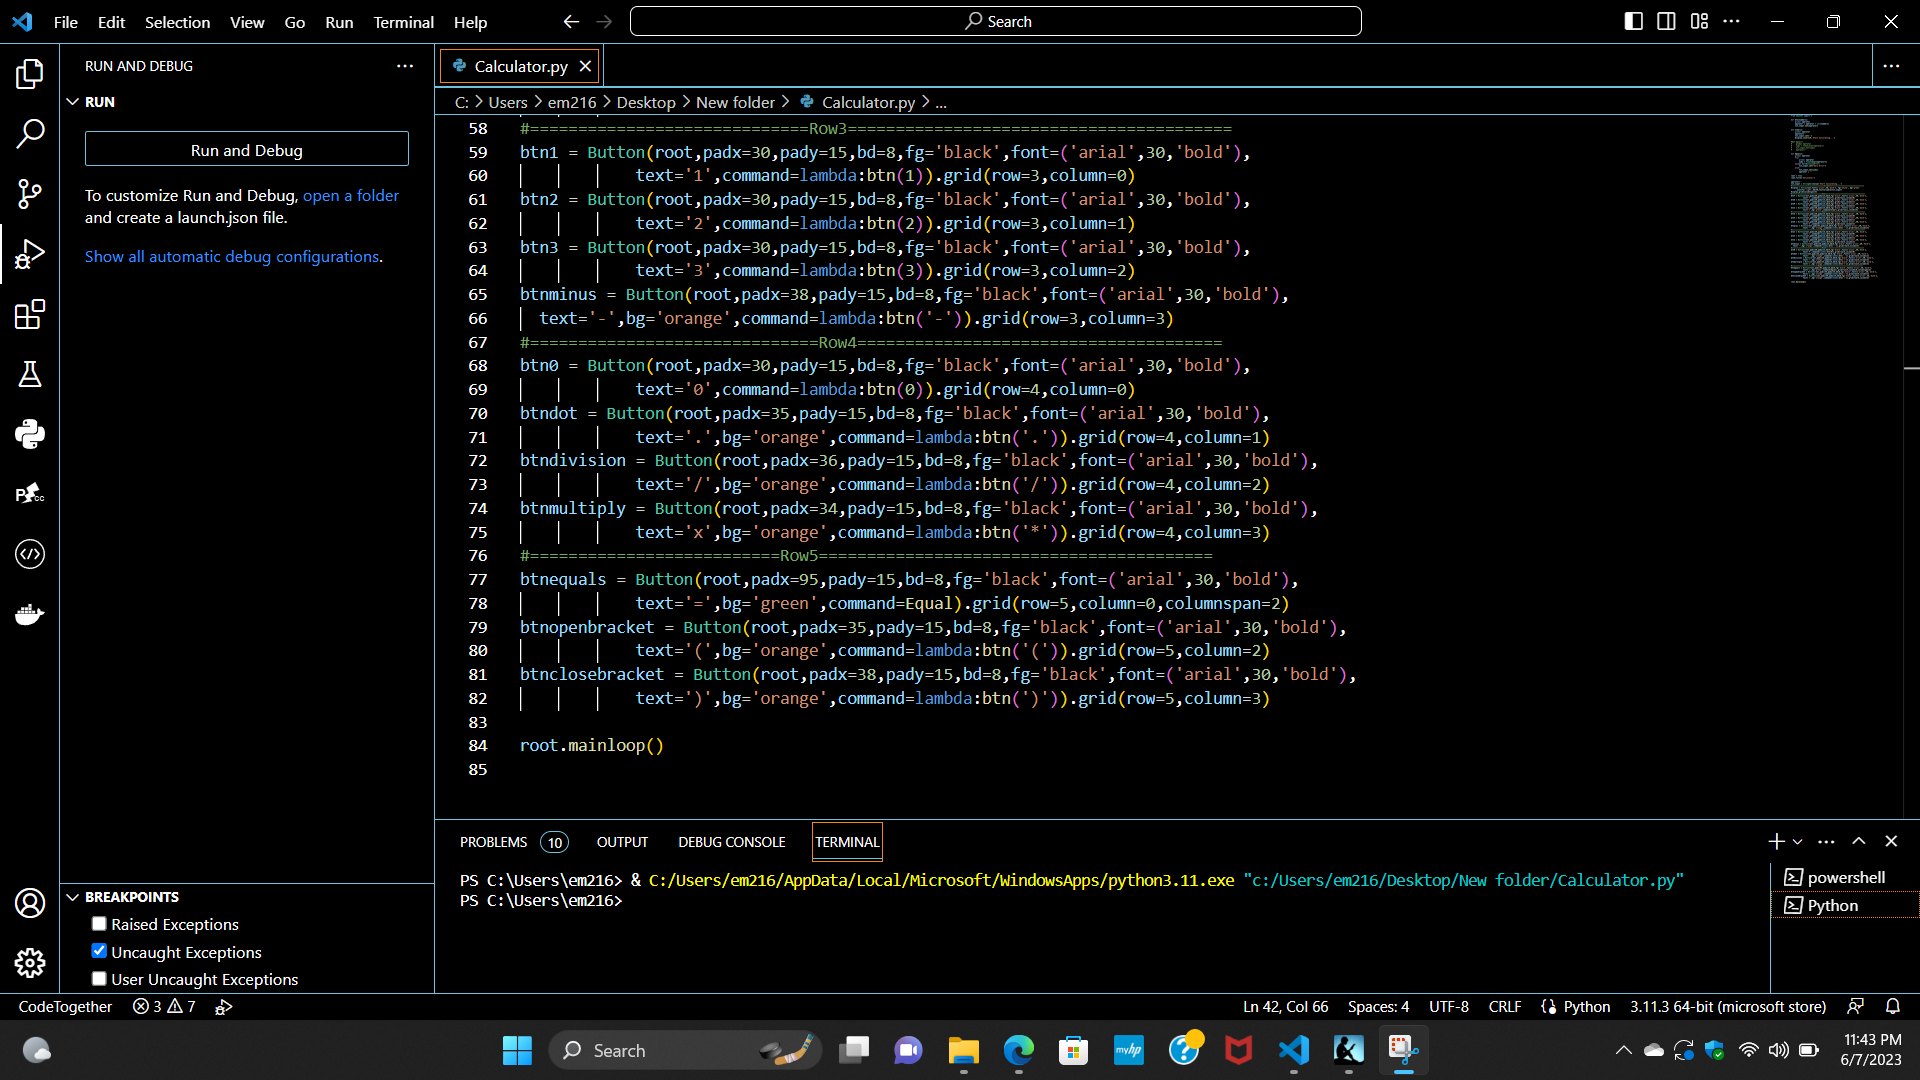 File Edit Selection View Go Run Terminal Help
Search
RUN AND DEBUG
RUN
Run and Debug
To customize Run and Debug, open a folder
and create a launch.json file.
Show all automatic debug configurations.
Calculator.py
C: > Users > em216 > Desktop > New folder > Calculator.py > ...
58 #=============================Row3========================================
59 btn1 = Button(root,padx=30,pady=15,bd=8,fg='black',font=('arial',30,'bold'),
60 text='1',command=lambda:btn(1)).grid(row=3,column=0)
61 btn2 = Button(root,padx=30,pady=15,bd=8,fg='black',font=('arial',30,'bold'),
62 text='2',command=lambda:btn(2)).grid(row=3,column=1)
63 btn3 = Button(root,padx=30,pady=15,bd=8,fg='black',font=('arial',30,'bold'),
64 text='3',command=lambda:btn(3)).grid(row=3,column=2)
65 btnminus = Button(root,padx=38,pady=15,bd=8,fg='black',font=('arial',30,'bold'),
66 text='-',bg='orange',command=lambda:btn('-')).grid(row=3,column=3)
67 #==============================Row4======================================
68 btn0 = Button(root,padx=30,pady=15,bd=8,fg='black',font=('arial',30,'bold'),
69 text='0',command=lambda:btn(0)).grid(row=4,column=0)
70 btndot = Button(root,padx=35,pady=15,bd=8,fg='black',font=('arial',30,'bold'),
71 text='.',bg='orange',command=lambda:btn('.')).grid(row=4,column=1)
72 btndivision = Button(root,padx=36,pady=15,bd=8,fg='black',font=('arial',30,'bold'),
73 text='/',bg='orange',command=lambda:btn('/')).grid(row=4,column=2)
74 btnmultiply = Button(root,padx=34,pady=15,bd=8,fg='black',font=('arial',30,'bold'),
75 text='x',bg='orange',command=lambda:btn('*')).grid(row=4,column=3)
76 #==========================Row5=========================================
77 btnequals = Button(root,padx=95,pady=15,bd=8,fg='black',font=('arial',30,'bold'),
78 text='=',bg='green',command=Equal).grid(row=5,column=0,columnspan=2)
79 btnopenbracket = Button(root,padx=35,pady=15,bd=8,fg='black',font=('arial',30,'bold'),
80 text='(',bg='orange',command=lambda:btn('(')).grid(row=5,column=2)
81 btnclosebracket = Button(root,padx=38,pady=15,bd=8,fg='black',font=('arial',30,'bold'),
82 text=')',bg='orange',command=lambda:btn(')')).grid(row=5,column=3)
83
84 root.mainloop()
85
PROBLEMS 10 OUTPUT DEBUG CONSOLE TERMINAL
PS C:\Users\em216> & C:/Users/em216/AppData/Local/Microsoft/WindowsApps/python3.11.exe "c:/Users/em216/Desktop/New folder/Calculator.py"
PS C:\Users\em216>
powershell
Python
BREAKPOINTS
Raised Exceptions
Uncaught Exceptions
User Uncaught Exceptions
CodeTogether 3 7 Ln 42, Col 66 Spaces: 4 UTF-8 CRLF Python 3.11.3 64-bit (microsoft store)
Search
myhp
11:43 PM
6/7/2023